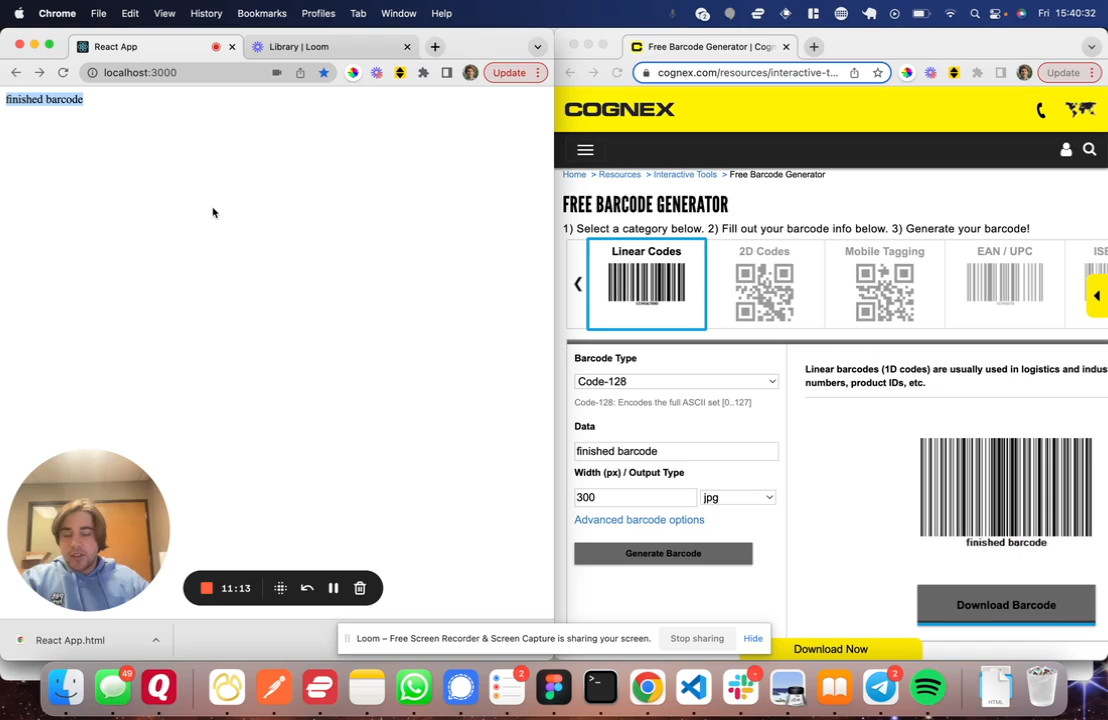 Chrome File Edit View History Bookmarks Profiles Tab Window Help Fri 15:40:32
React App
Library | Loom
localhost:3000
Update
finished barcode
11:13
React App.html
Free Barcode Generator | Cogn
cognex.com/resources/interactive-t...
Update
COGNEX
Home > Resources > Interactive Tools > Free Barcode Generator
FREE BARCODE GENERATOR
1) Select a category below. 2) Fill out your barcode info below. 3) Generate your barcode!
Linear Codes
2D Codes
Mobile Tagging
EAN / UPC
ISB
Barcode Type
Code-128
Code-128: Encodes the full ASCII set [0..127]
Data
finished barcode
Width (px) / Output Type
300
jpg
Advanced barcode options
Generate Barcode
Linear barcodes (1D codes) are usually used in logistics and indus
numbers, product IDs, etc.
finished barcode
Download Barcode
Download Now
Loom – Free Screen Recorder & Screen Capture is sharing your screen.
Stop sharing
Hide
49
2
2
HTML